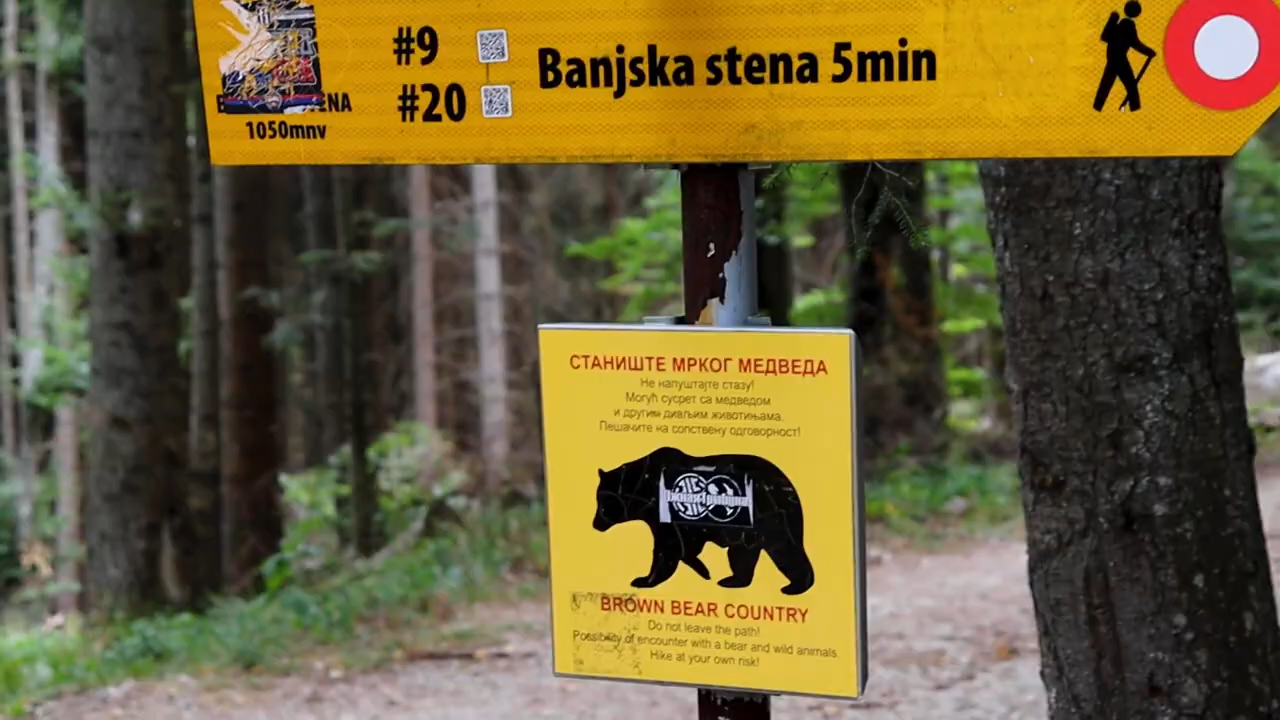 #9
#20
Banjska stena 5min
1050mnv
СТАНИШТЕ МРКОГ МЕДВЕДА
Не напуштајте стазу!
Могућ сусрет са медведом
и другим дивљим животињама.
Пешачите на сопствену одговорност!
BROWN BEAR COUNTRY
Do not leave the path!
Possibility of encounter with a bear and wild animals
Hike at your own risk!